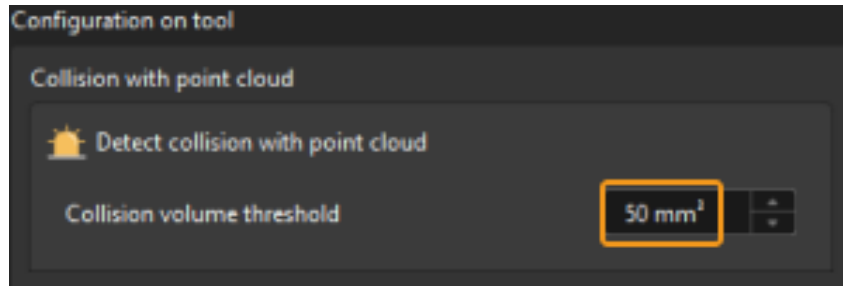 Configuration on tool
Collision with point cloud
Detect collision with point cloud
Collision volume threshold
50 mm³